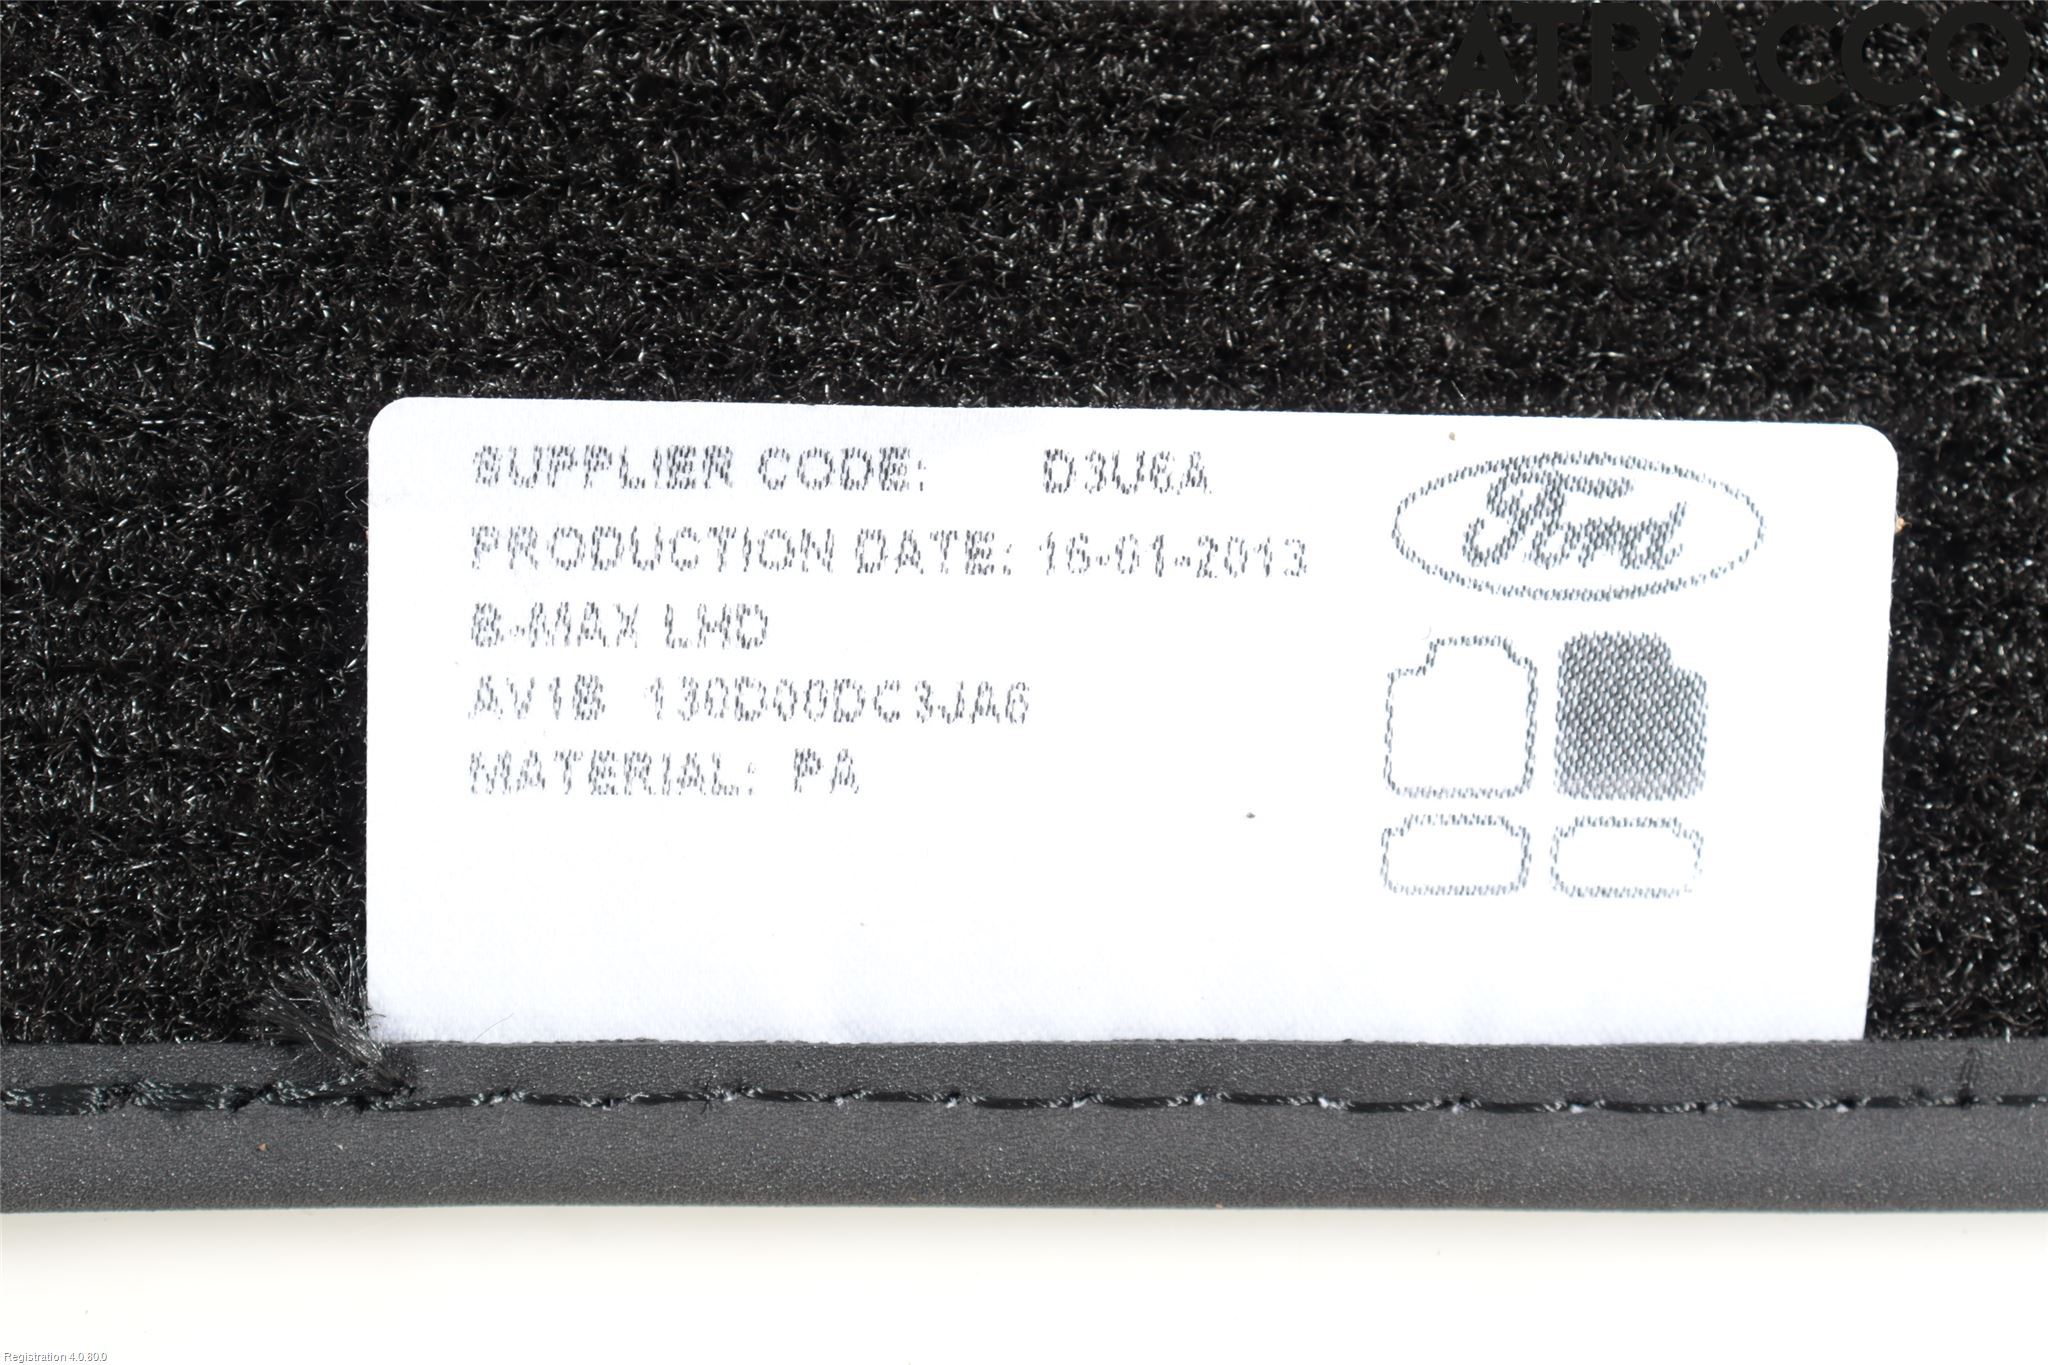 ATRACCO
VÄXJÖ
SUPPLIER CODE: D3U6A
Ford
PRODUCTION DATE: 16-01-2013
B-MAX LHD
AV1B 130D00DC3JA6
MATERIAL: PA
Registration 4.0.80.0